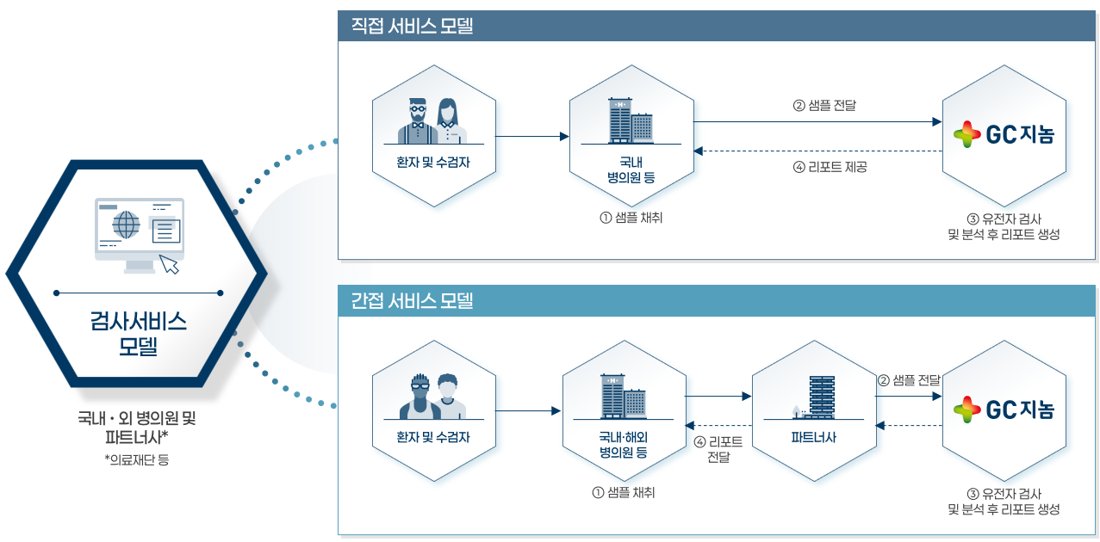 검사서비스
모델
국내·외 병의원 및
파트너사*
*의료재단 등
직접 서비스 모델
환자 및 수검자
국내
병의원 등
① 샘플 채취
② 샘플 전달
④ 리포트 제공
GC지놈
③ 유전자 검사
및 분석 후 리포트 생성
간접 서비스 모델
환자 및 수검자
국내·해외
병의원 등
① 샘플 채취
④ 리포트
전달
파트너사
② 샘플 전달
GC지놈
③ 유전자 검사
및 분석 후 리포트 생성